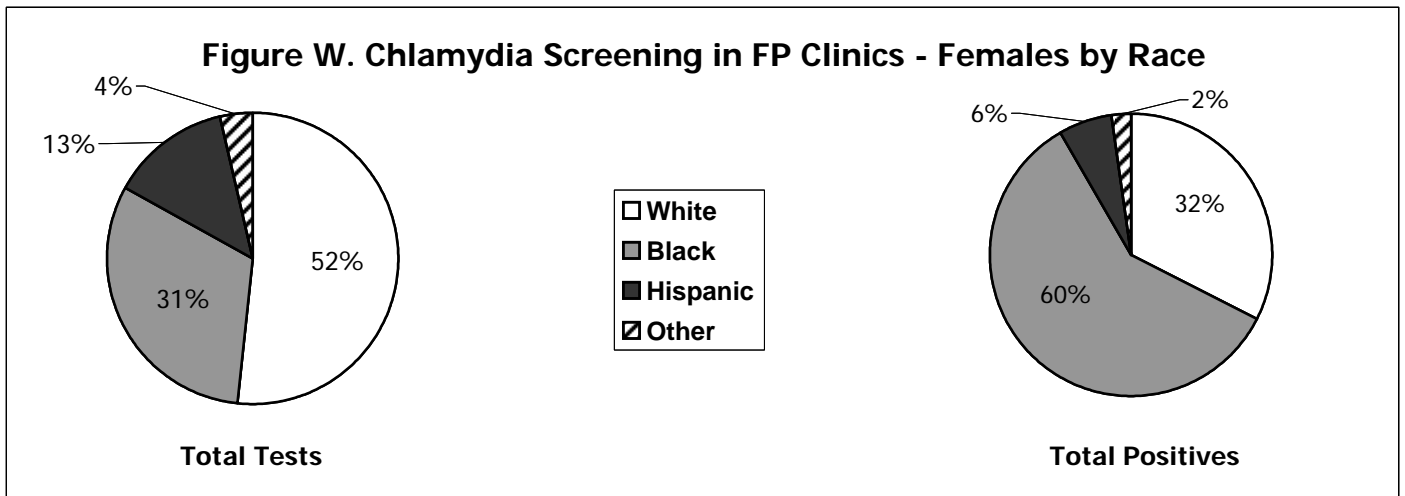 Figure W. Chlamydia Screening in FP Clinics - Females by Race
4%
13%
52%
31%
Total Tests
White
Black
Hispanic
Other
2%
6%
32%
60%
Total Positives